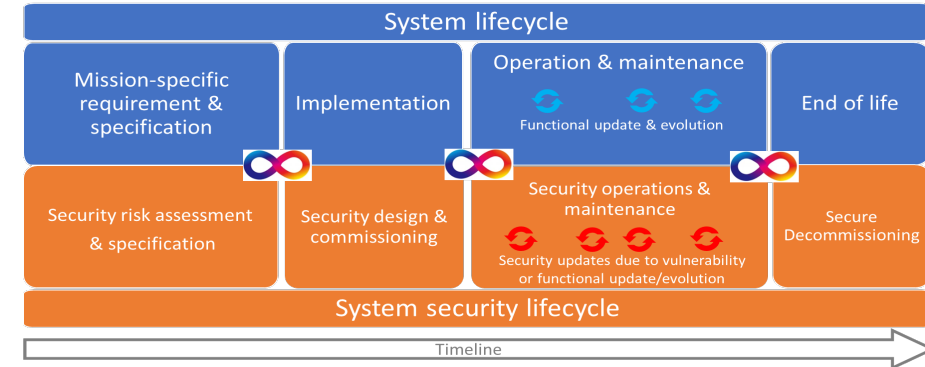 System lifecycle
Mission-specific
requirement &
specification
Implementation
Operation & maintenance
Functional update & evolution
End of life
Security risk assessment
& specification
Security design &
commissioning
Security operations &
maintenance
Security updates due to vulnerability
or functional update/evolution
Secure
Decommissioning
System security lifecycle
Timeline